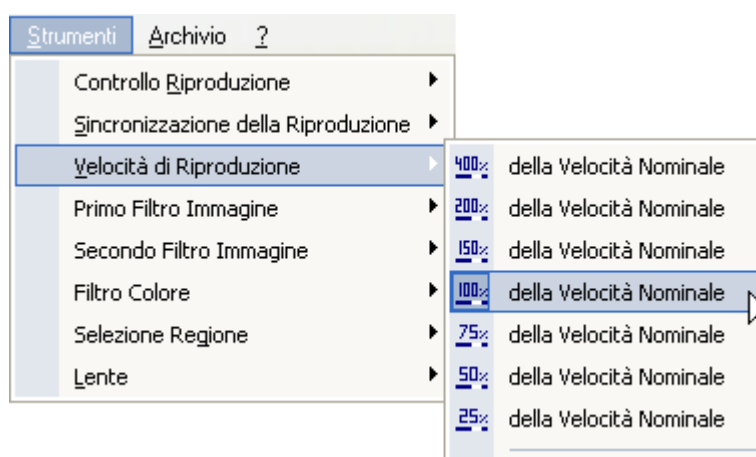 Strumenti Archivio ?
Controllo Riproduzione
Sincronizzazione della Riproduzione
Velocità di Riproduzione
Primo Filtro Immagine
Secondo Filtro Immagine
Filtro Colore
Selezione Regione
Lente
400% della Velocità Nominale
200% della Velocità Nominale
150% della Velocità Nominale
100% della Velocità Nominale
75% della Velocità Nominale
50% della Velocità Nominale
25% della Velocità Nominale